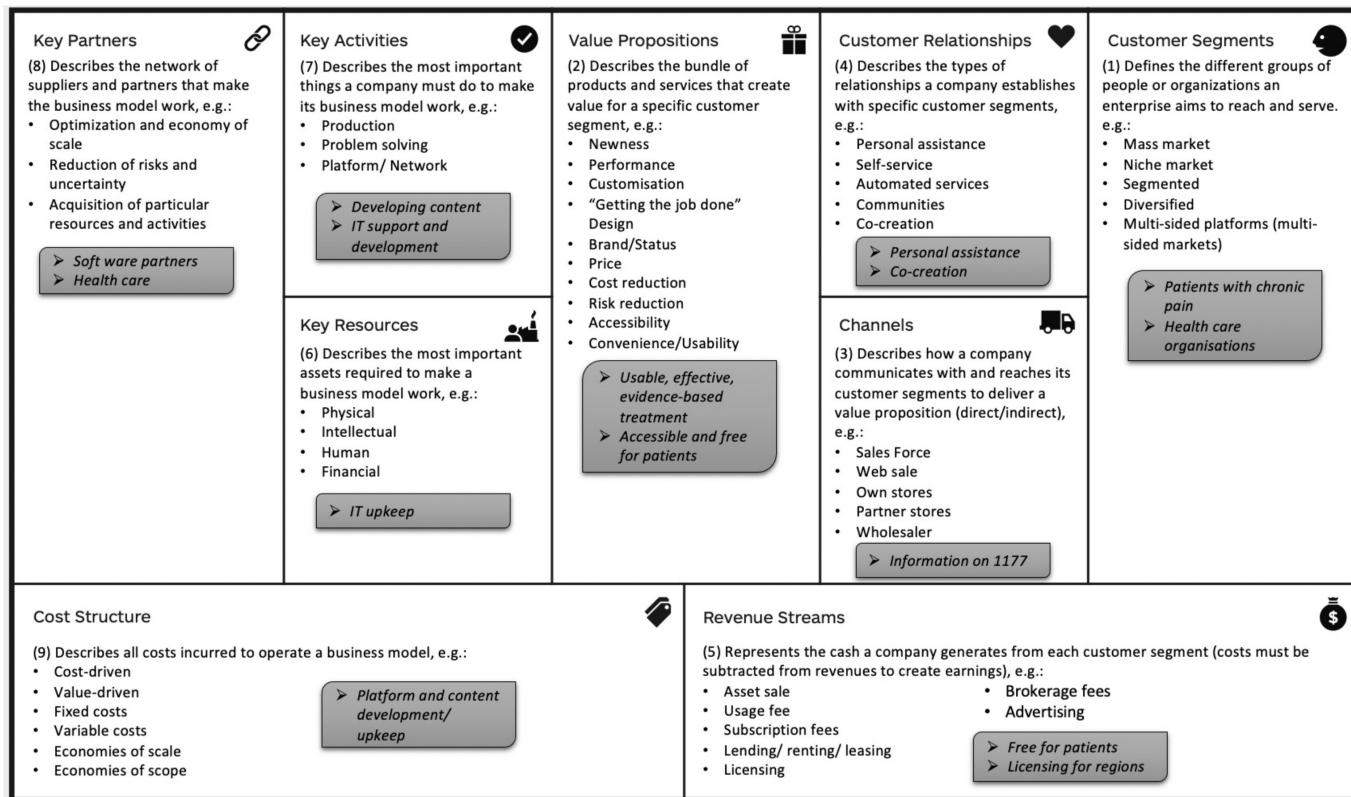 Key Partners
(8) Describes the network of
suppliers and partners that make
the business model work, e.g.:
• Optimization and economy of
scale
• Reduction of risks and
uncertainty
• Acquisition of particular
resources and activities
➢ Soft ware partners
➢ Health care
Key Activities
(7) Describes the most important
things a company must do to make
its business model work, e.g.:
• Production
• Problem solving
• Platform/ Network
➢ Developing content
➢ IT support and
development
Key Resources
(6) Describes the most important
assets required to make a
business model work, e.g.:
• Physical
• Intellectual
• Human
• Financial
➢ IT upkeep
Value Propositions
(2) Describes the bundle of
products and services that create
value for a specific customer
segment, e.g.:
• Newness
• Performance
• Customisation
• “Getting the job done”
Design
• Brand/Status
• Price
• Cost reduction
• Risk reduction
• Accessibility
• Convenience/Usability
➢ Usable, effective,
evidence-based
treatment
➢ Accessible and free
for patients
Customer Relationships
(4) Describes the types of
relationships a company establishes
with specific customer segments,
e.g.:
• Personal assistance
• Self-service
• Automated services
• Communities
• Co-creation
➢ Personal assistance
➢ Co-creation
Channels
(3) Describes how a company
communicates with and reaches its
customer segments to deliver a
value proposition (direct/indirect),
e.g.:
• Sales Force
• Web sale
• Own stores
• Partner stores
• Wholesaler
➢ Information on 1177
Customer Segments
(1) Defines the different groups of
people or organizations an
enterprise aims to reach and serve.
e.g.:
• Mass market
• Niche market
• Segmented
• Diversified
• Multi-sided platforms (multi-
sided markets)
➢ Patients with chronic
pain
➢ Health care
organisations
Cost Structure
(9) Describes all costs incurred to operate a business model, e.g.:
• Cost-driven
• Value-driven
• Fixed costs
• Variable costs
• Economies of scale
• Economies of scope
➢ Platform and content
development/
upkeep
Revenue Streams
(5) Represents the cash a company generates from each customer segment (costs must be
subtracted from revenues to create earnings), e.g.:
• Asset sale
• Usage fee
• Subscription fees
• Lending/ renting/ leasing
• Licensing
• Brokerage fees
• Advertising
➢ Free for patients
➢ Licensing for regions
$